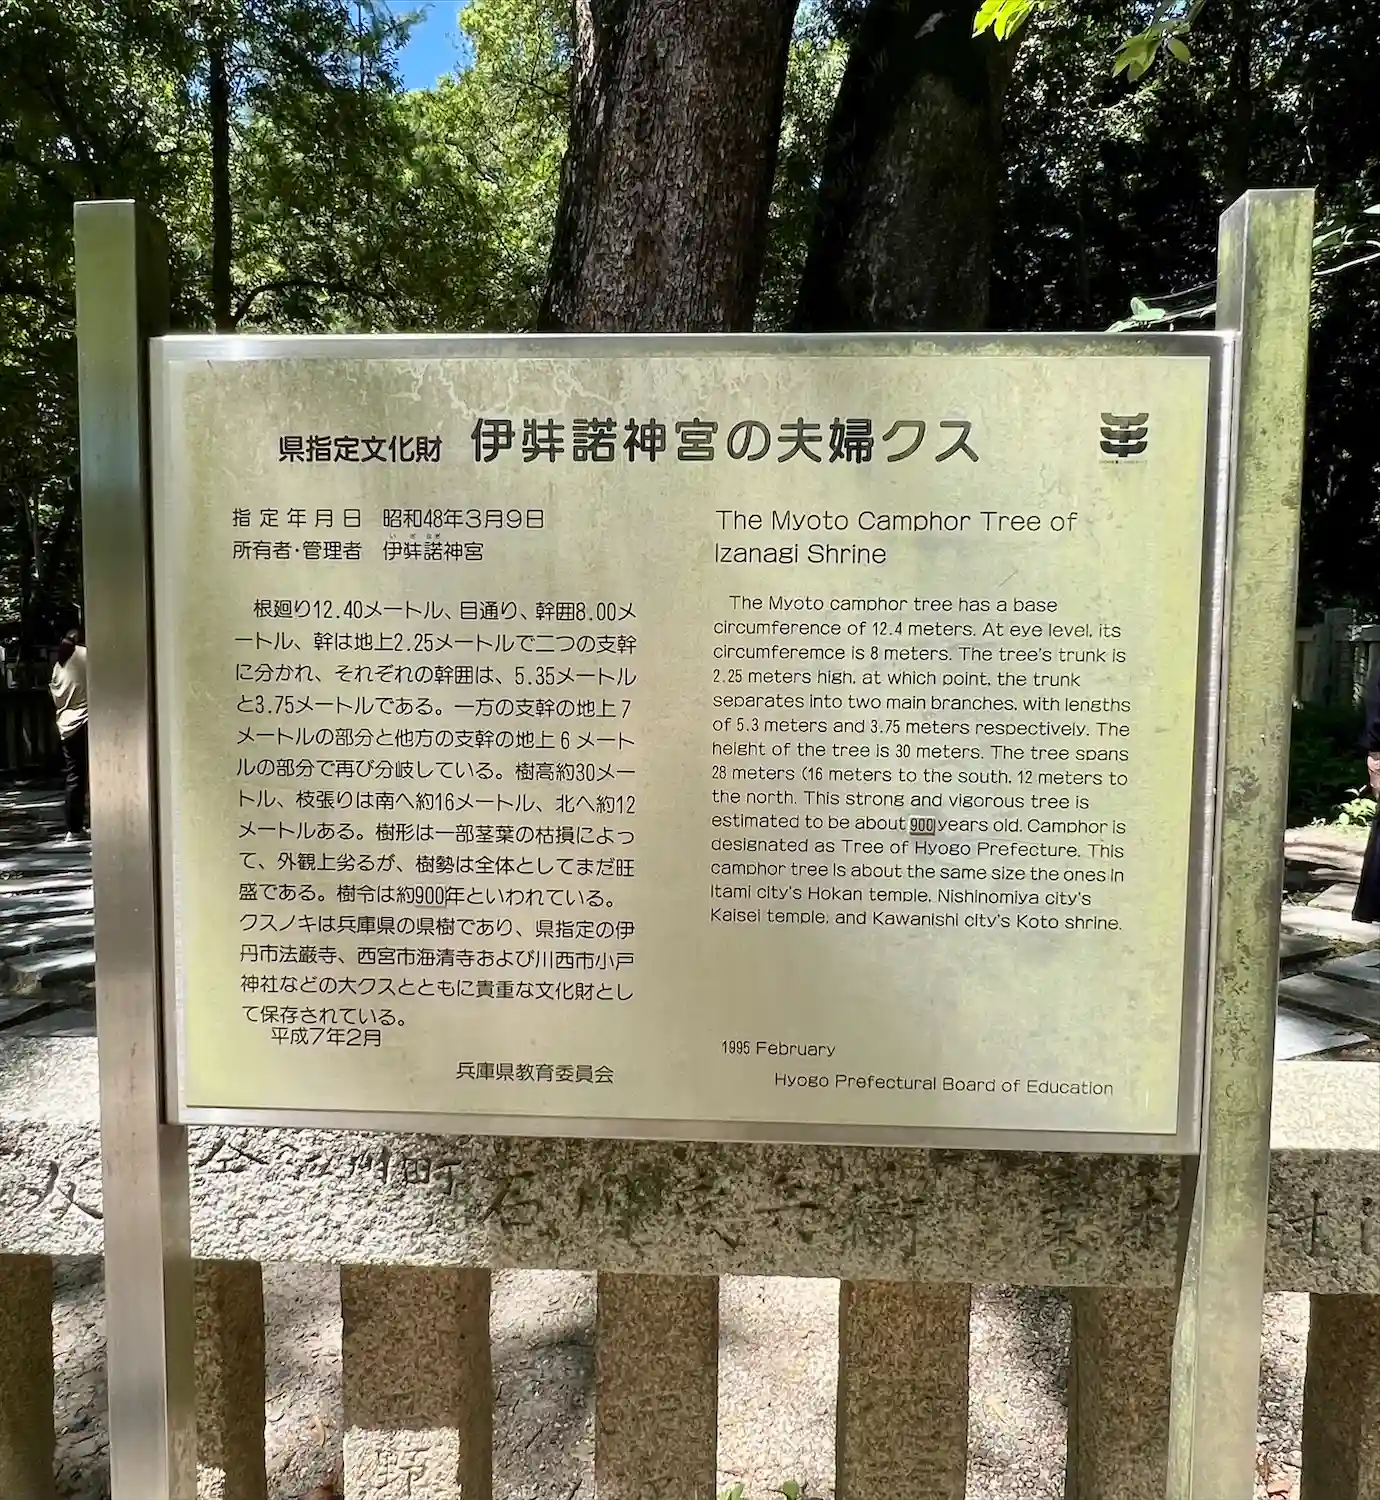 県指定文化財 伊弉諾神宮の夫婦クス
指定年月日 昭和48年3月9日
所有者・管理者 伊弉諾神宮
根廻り12.40メートル、目通り、幹囲8.00メ
ートル、幹は地上2.25メートルで二つの支幹
に分かれ、それぞれの幹囲は、5.35メートル
と3.75メートルである。一方の支幹の地上7
メートルの部分と他方の支幹の地上6メート
ルの部分で再び分岐している。樹高約30メー
トル、枝張りは南へ約16メートル、北へ約12
メートルある。樹形は一部茎葉の枯損によっ
て、外観上劣るが、樹勢は全体としてまだ旺
盛である。樹令は約900年といわれている。
クスノキは兵庫県の県樹であり、県指定の伊
丹市法巌寺、西宮市海清寺および川西市小戸
神社などの大クスとともに貴重な文化財とし
て保存されている。
平成7年2月
兵庫県教育委員会
The Myoto Camphor Tree of
Izanagi Shrine
The Myoto camphor tree has a base
circumference of 12.4 meters. At eye level, its
circumferemce is 8 meters. The tree's trunk is
2.25 meters high, at which point, the trunk
separates into two main branches, with lengths
of 5.3 meters and 3.75 meters respectively. The
height of the tree is 30 meters. The tree spans
28 meters (16 meters to the south, 12 meters to
the north. This strong and vigorous tree is
estimated to be about 900 years old. Camphor is
designated as Tree of Hyogo Prefecture. This
camphor tree is about the same size the ones in
Itami city's Hokan temple, Nishinomiya city's
Kaisei temple, and Kawanishi city's Koto shrine.
1995 February
Hyogo Prefectural Board of Education